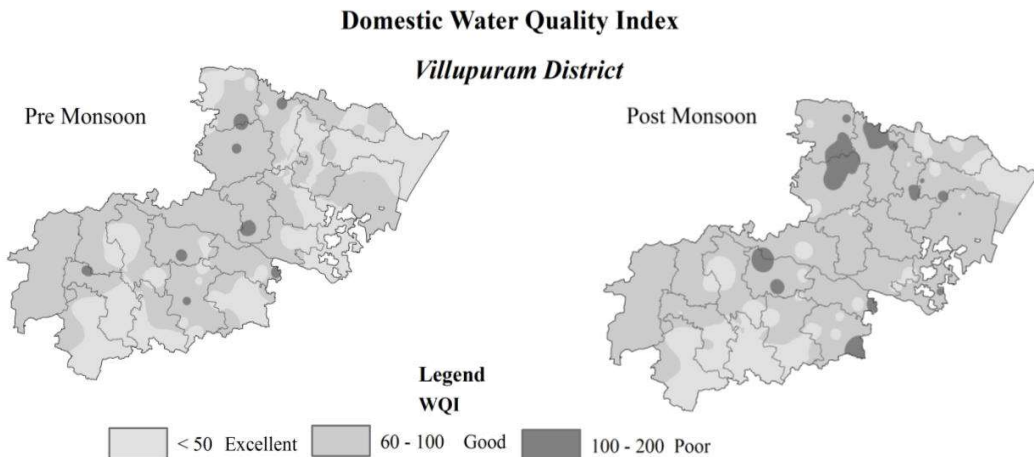 Domestic Water Quality Index
Villupuram District
Pre Monsoon
Post Monsoon
Legend
WQI
< 50 Excellent
60 - 100 Good
100 - 200 Poor